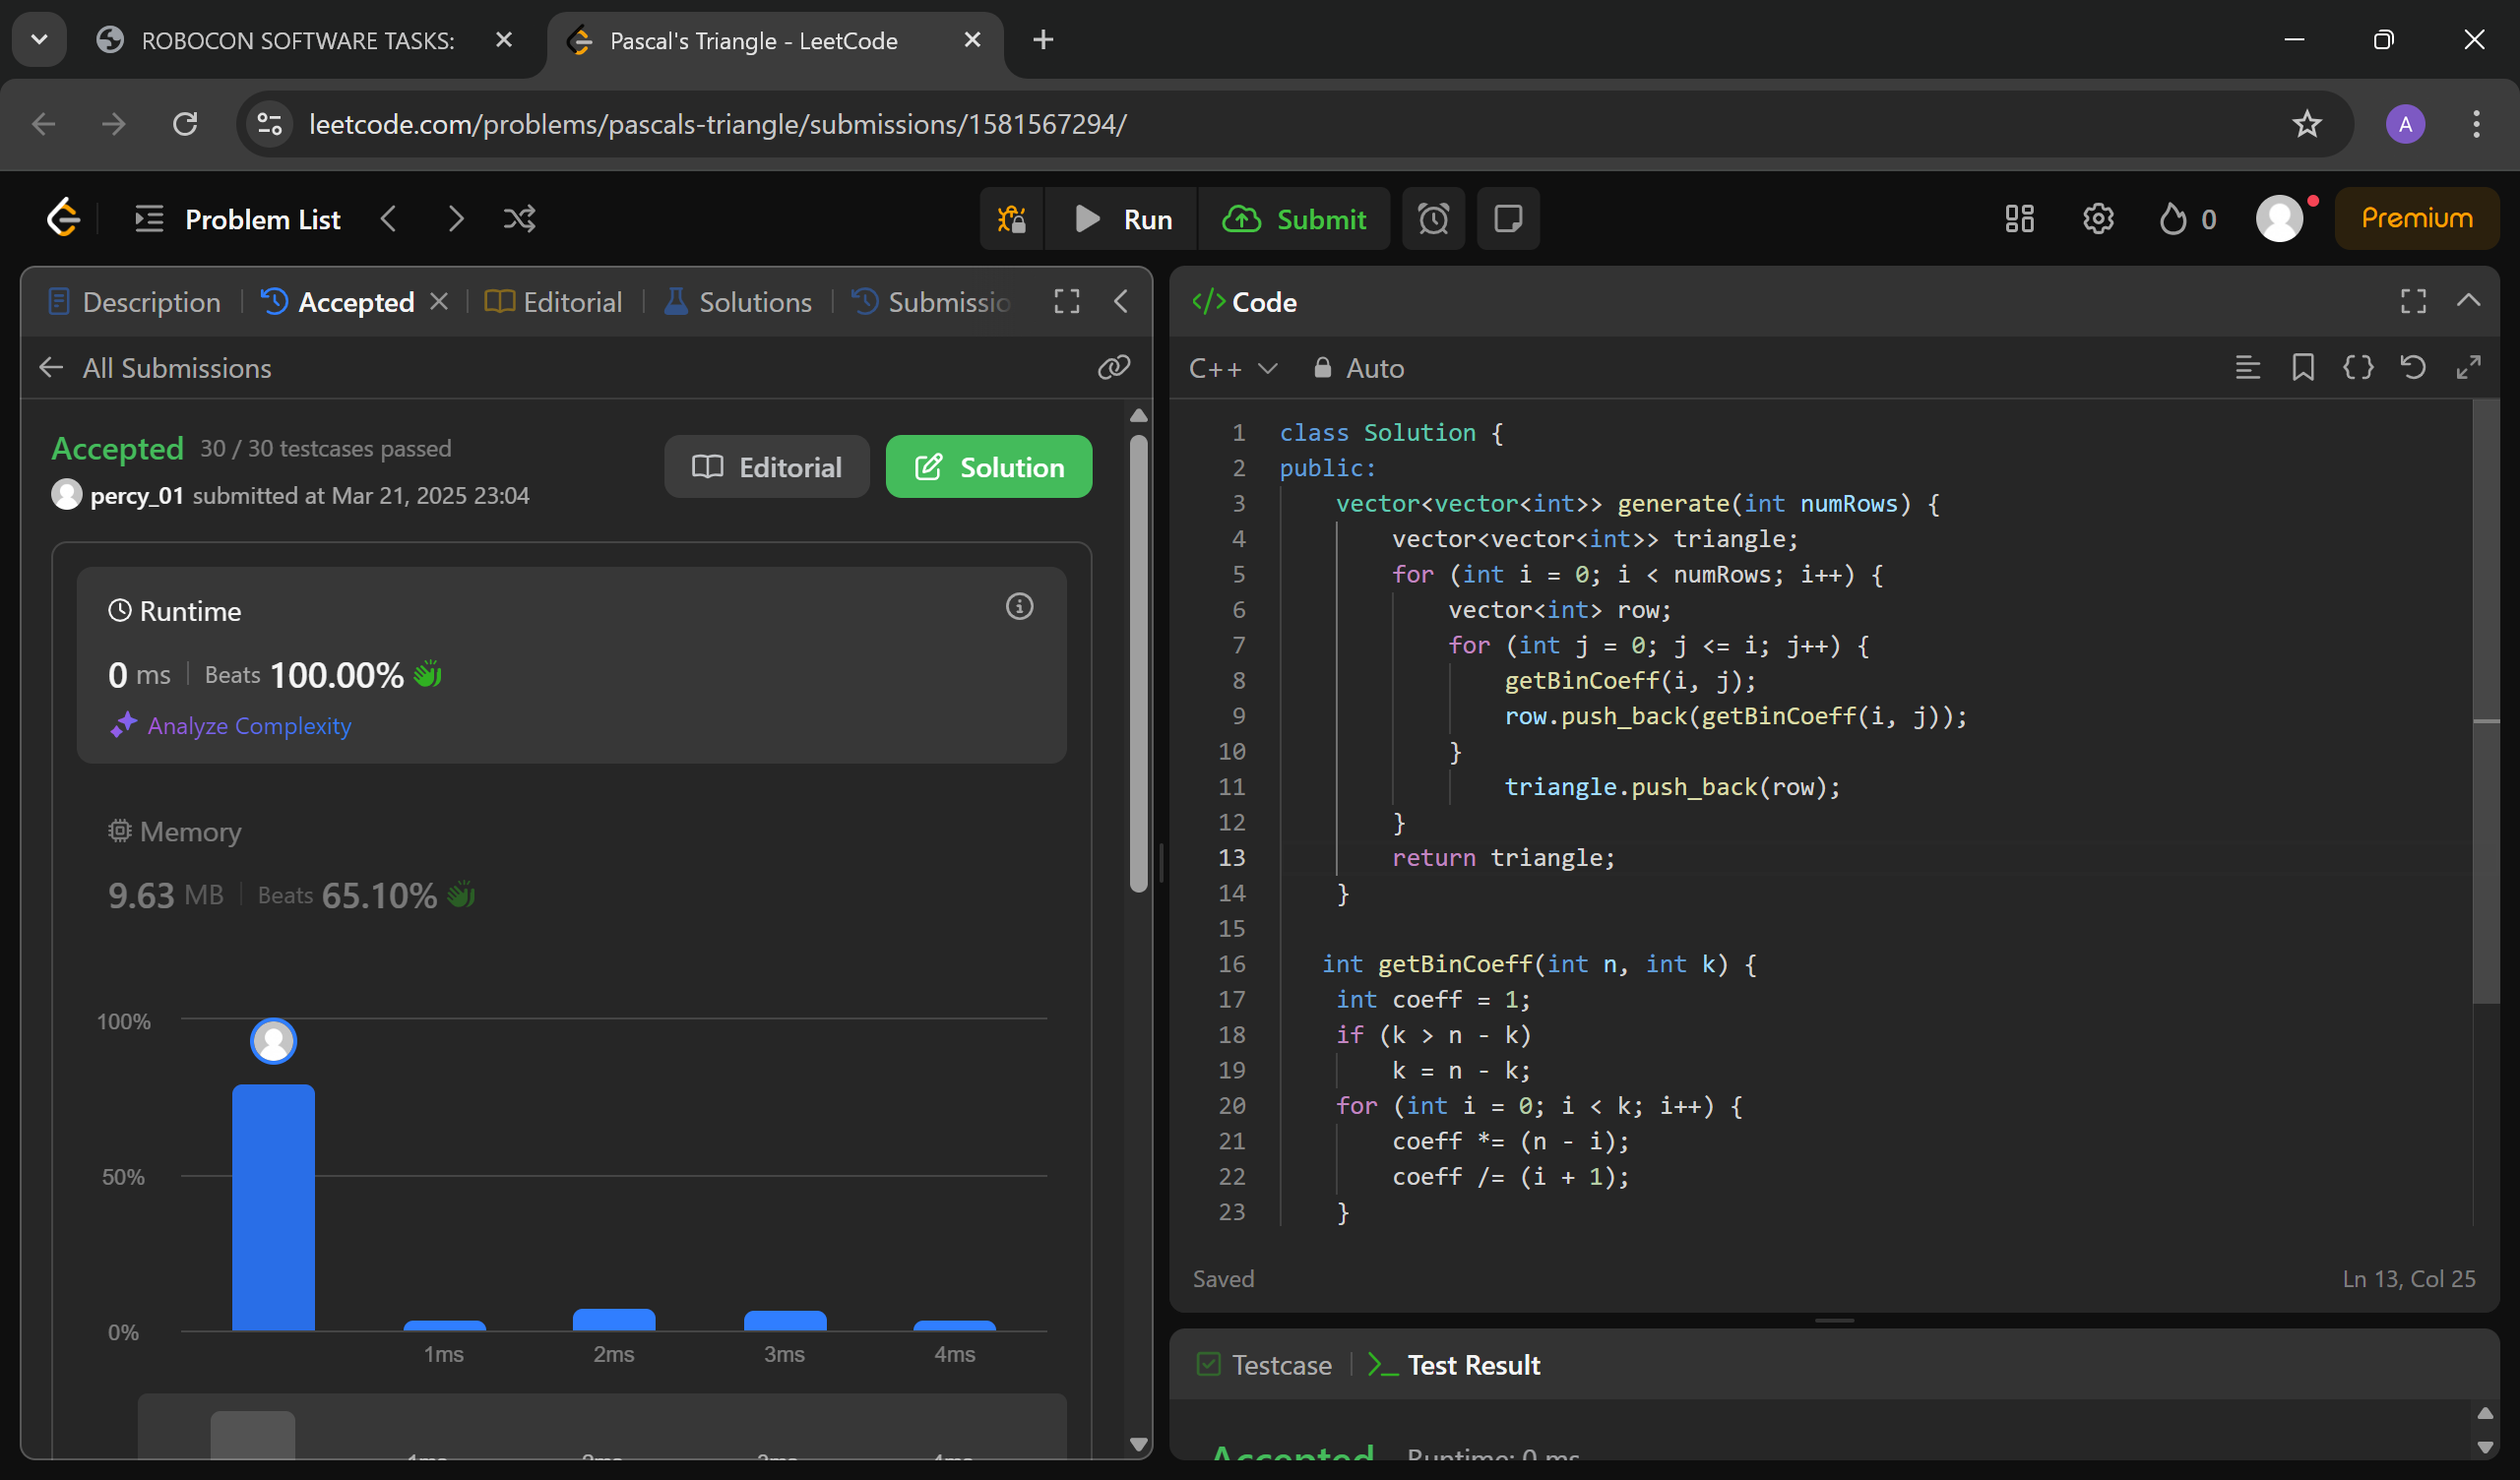 ROBOCON SOFTWARE TASKS:
Pascal's Triangle - LeetCode
leetcode.com/problems/pascals-triangle/submissions/1581567294/
A
Problem List
Run
Submit
0
Premium
Description
Accepted
Editorial
Solutions
Submissio
All Submissions
Accepted 30 / 30 testcases passed
percy_01 submitted at Mar 21, 2025 23:04
Editorial
Solution
Runtime
0 ms Beats 100.00%
Analyze Complexity
Memory
9.63 MB Beats 65.10%
100%
50%
0%
1ms 2ms 3ms 4ms
1ms 2ms 3ms 4ms
</> Code
C++ Auto
1 class Solution {
2 public:
3     vector<vector<int>> generate(int numRows) {
4         vector<vector<int>> triangle;
5         for (int i = 0; i < numRows; i++) {
6             vector<int> row;
7             for (int j = 0; j <= i; j++) {
8                 getBinCoeff(i, j);
9                 row.push_back(getBinCoeff(i, j));
10             }
11                 triangle.push_back(row);
12         }
13         return triangle;
14     }
15
16    int getBinCoeff(int n, int k) {
17     int coeff = 1;
18     if (k > n - k)
19         k = n - k;
20     for (int i = 0; i < k; i++) {
21         coeff *= (n - i);
22         coeff /= (i + 1);
23     }
Saved
Ln 13, Col 25
Testcase
Test Result
Accepted Runtime: 0 ms